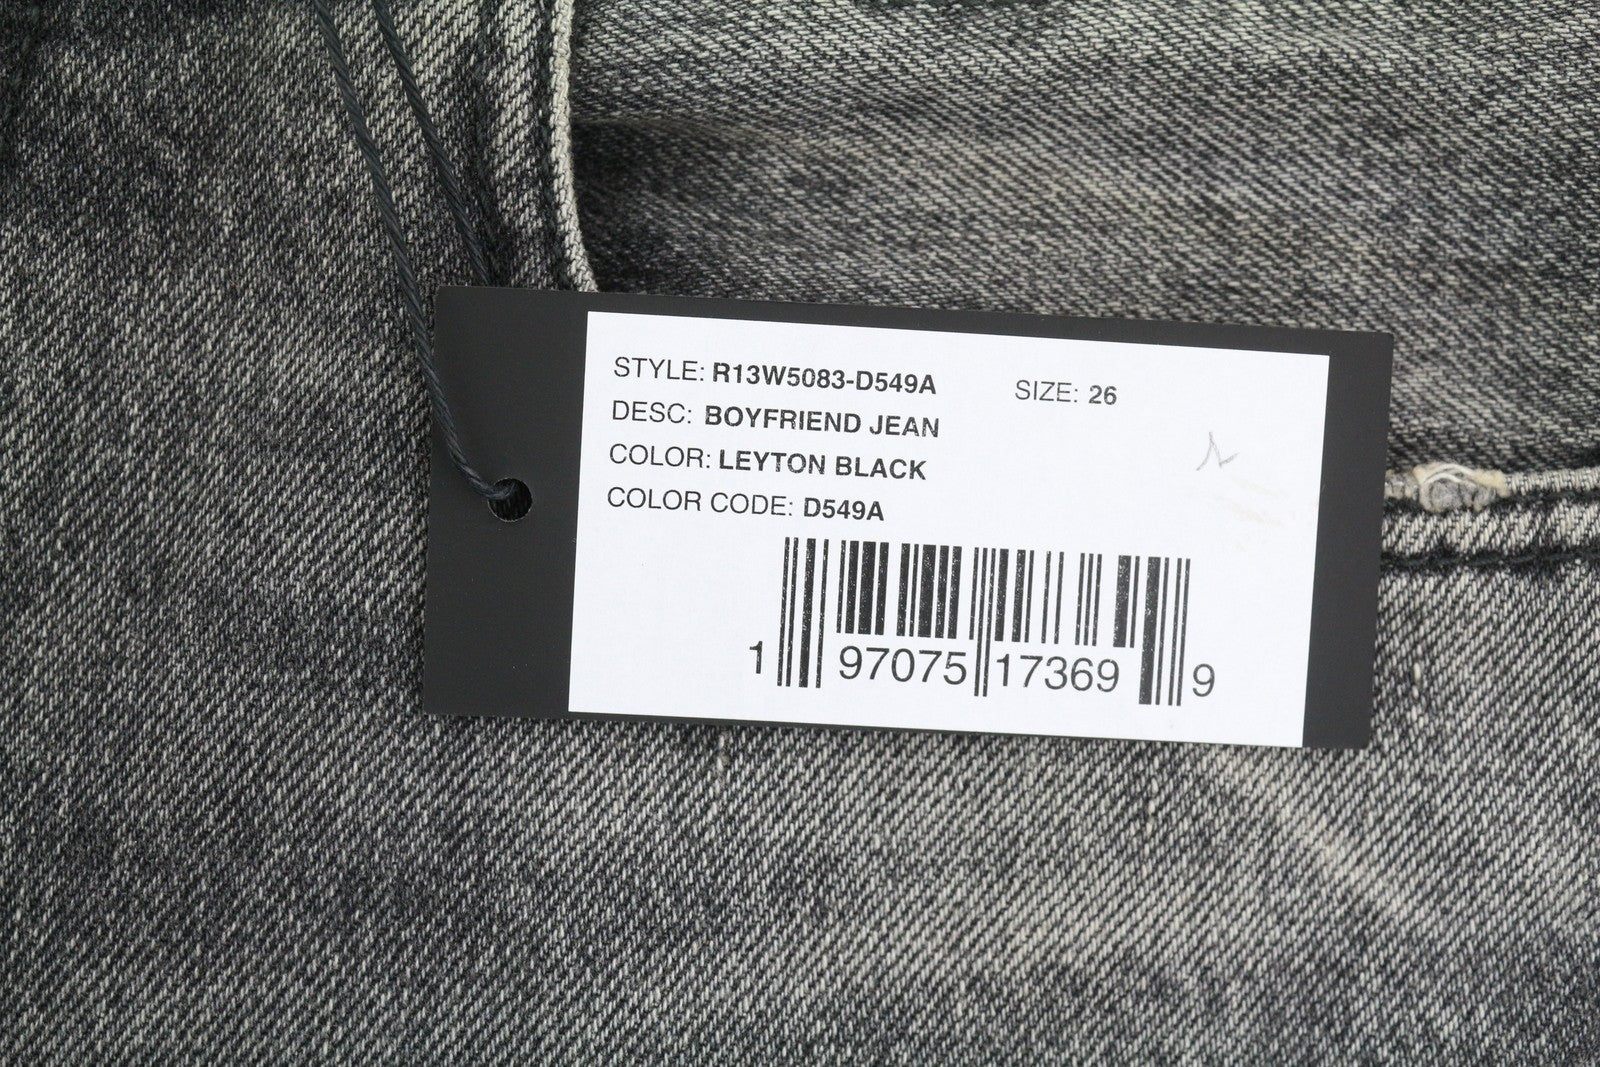 STYLE: R13W5083-D549A SIZE: 26
DESC: BOYFRIEND JEAN
COLOR: LEYTON BLACK
COLOR CODE: D549A
1 97075 17369 9